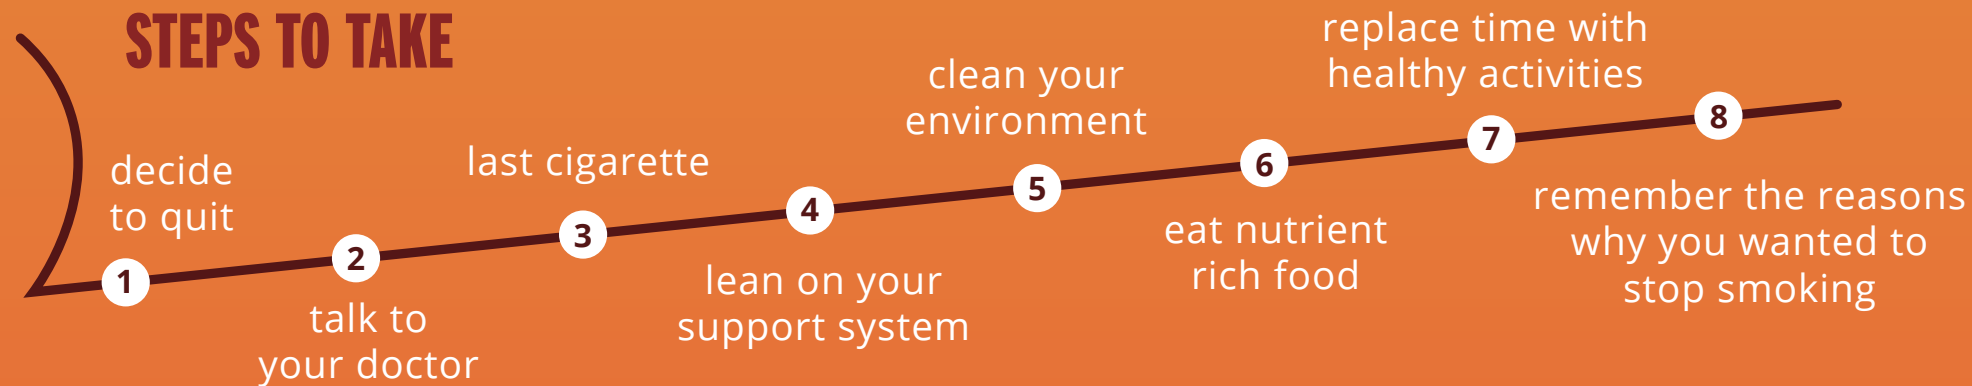 STEPS TO TAKE
1
decide
to quit
2
talk to
your doctor
3
last cigarette
4
lean on your
support system
5
clean your
environment
6
eat nutrient
rich food
7
replace time with
healthy activities
8
remember the reasons
why you wanted to
stop smoking